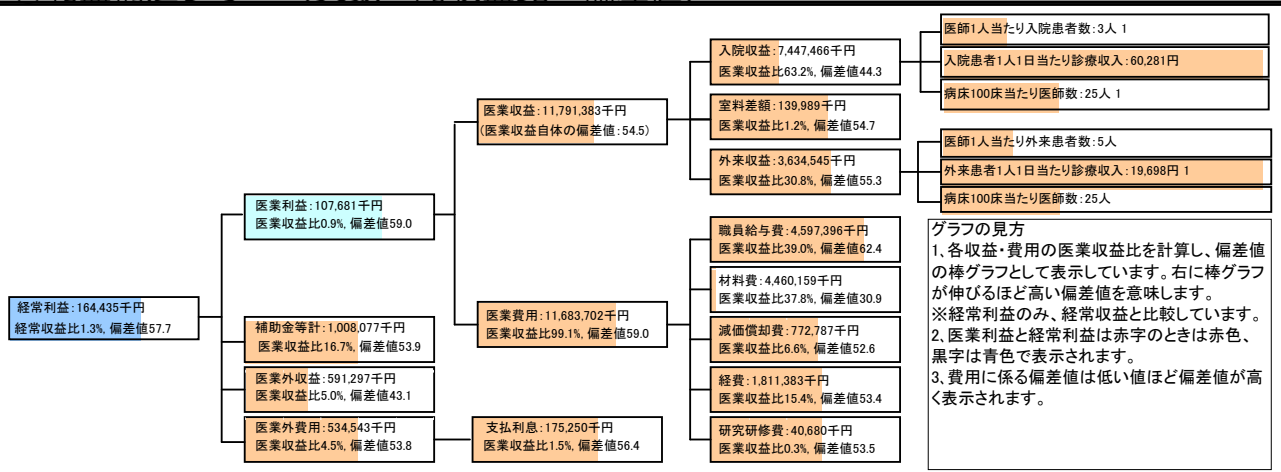 入院収益:7,447,466千円
医業収益比63.2%, 偏差値44.3
医師1人当たり入院患者数:3人 1
入院患者1人1日当たり診療収入:60,281円
病床100床当たり医師数:25人 1
医業収益:11,791,383千円
(医業収益自体の偏差値:54.5)
室料差額:139,989千円
医業収益比1.2%, 偏差値54.7
外来収益:3,634,545千円
医業収益比30.8%, 偏差値55.3
医師1人当たり外来患者数:5人
外来患者1人1日当たり診療収入:19,698円 1
病床100床当たり医師数:25人
医業利益:107,681千円
医業収益比0.9%, 偏差値59.0
職員給与費:4,597,396千円
医業収益比39.0%, 偏差値62.4
材料費:4,460,159千円
医業収益比37.8%, 偏差値30.9
経常利益:164,435千円
経常収益比1.3%, 偏差値57.7
医業費用:11,683,702千円
医業収益比99.1%, 偏差値59.0
減価償却費:772,787千円
医業収益比6.6%, 偏差値52.6
補助金等計:1,008,077千円
医業収益比16.7%, 偏差値53.9
経費:1,811,383千円
医業収益比15.4%, 偏差値53.4
医業外収益:591,297千円
医業収益比5.0%, 偏差値43.1
医業外費用:534,543千円
医業収益比4.5%, 偏差値53.8
支払利息:175,250千円
医業収益比1.5%, 偏差値56.4
研究研修費:40,680千円
医業収益比0.3%, 偏差値53.5
グラフの見方
1、各収益・費用の医業収益比を計算し、偏差値
の棒グラフとして表示しています。右に棒グラフ
が伸びるほど高い偏差値を意味します。
※経常利益のみ、経常収益と比較しています。
2、医業利益と経常利益は赤字のときは赤色、
黒字は青色で表示されます。
3、費用に係る偏差値は低い値ほど偏差値が高
く表示されます。